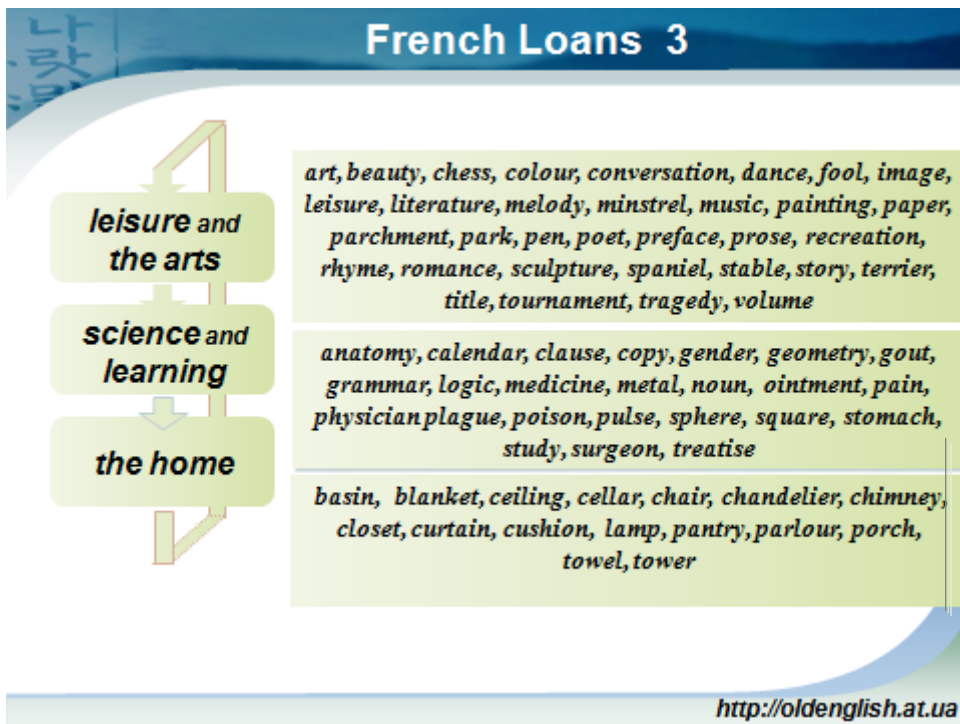 나
랏
말
French Loans 3
leisure and
the arts
art, beauty, chess, colour, conversation, dance, fool, image,
leisure, literature, melody, minstrel, music, painting, paper,
parchment, park, pen, poet, preface, prose, recreation,
rhyme, romance, sculpture, spaniel, stable, story, terrier,
title, tournament, tragedy, volume
science and
learning
anatomy, calendar, clause, copy, gender, geometry, gout,
grammar, logic, medicine, metal, noun, ointment, pain,
physician plague, poison, pulse, sphere, square, stomach,
study, surgeon, treatise
the home
basin, blanket, ceiling, cellar, chair, chandelier, chimney,
closet, curtain, cushion, lamp, pantry, parlour, porch,
towel, tower
http://oldenglish.at.ua